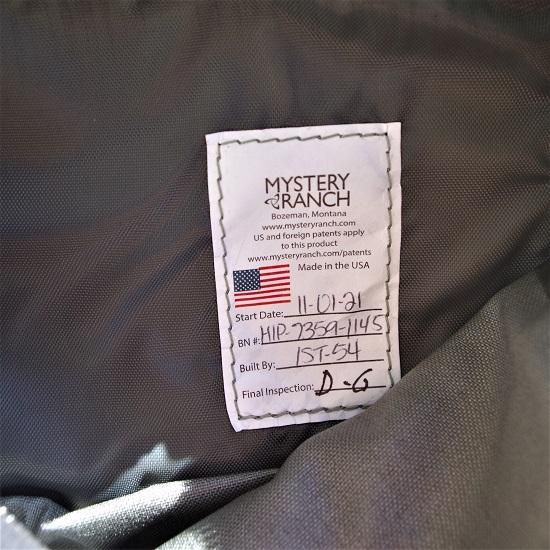 MYSTERY
RANCH
Bozeman, Montana
www.mysteryranch.com
US and foreign patents apply
to this product
www.mysteryranch.com/patents
Made in the USA
Start Date: 11-01-21
BN #: HIP-7359-1145
Built By: IST-54
Final Inspection: D-G